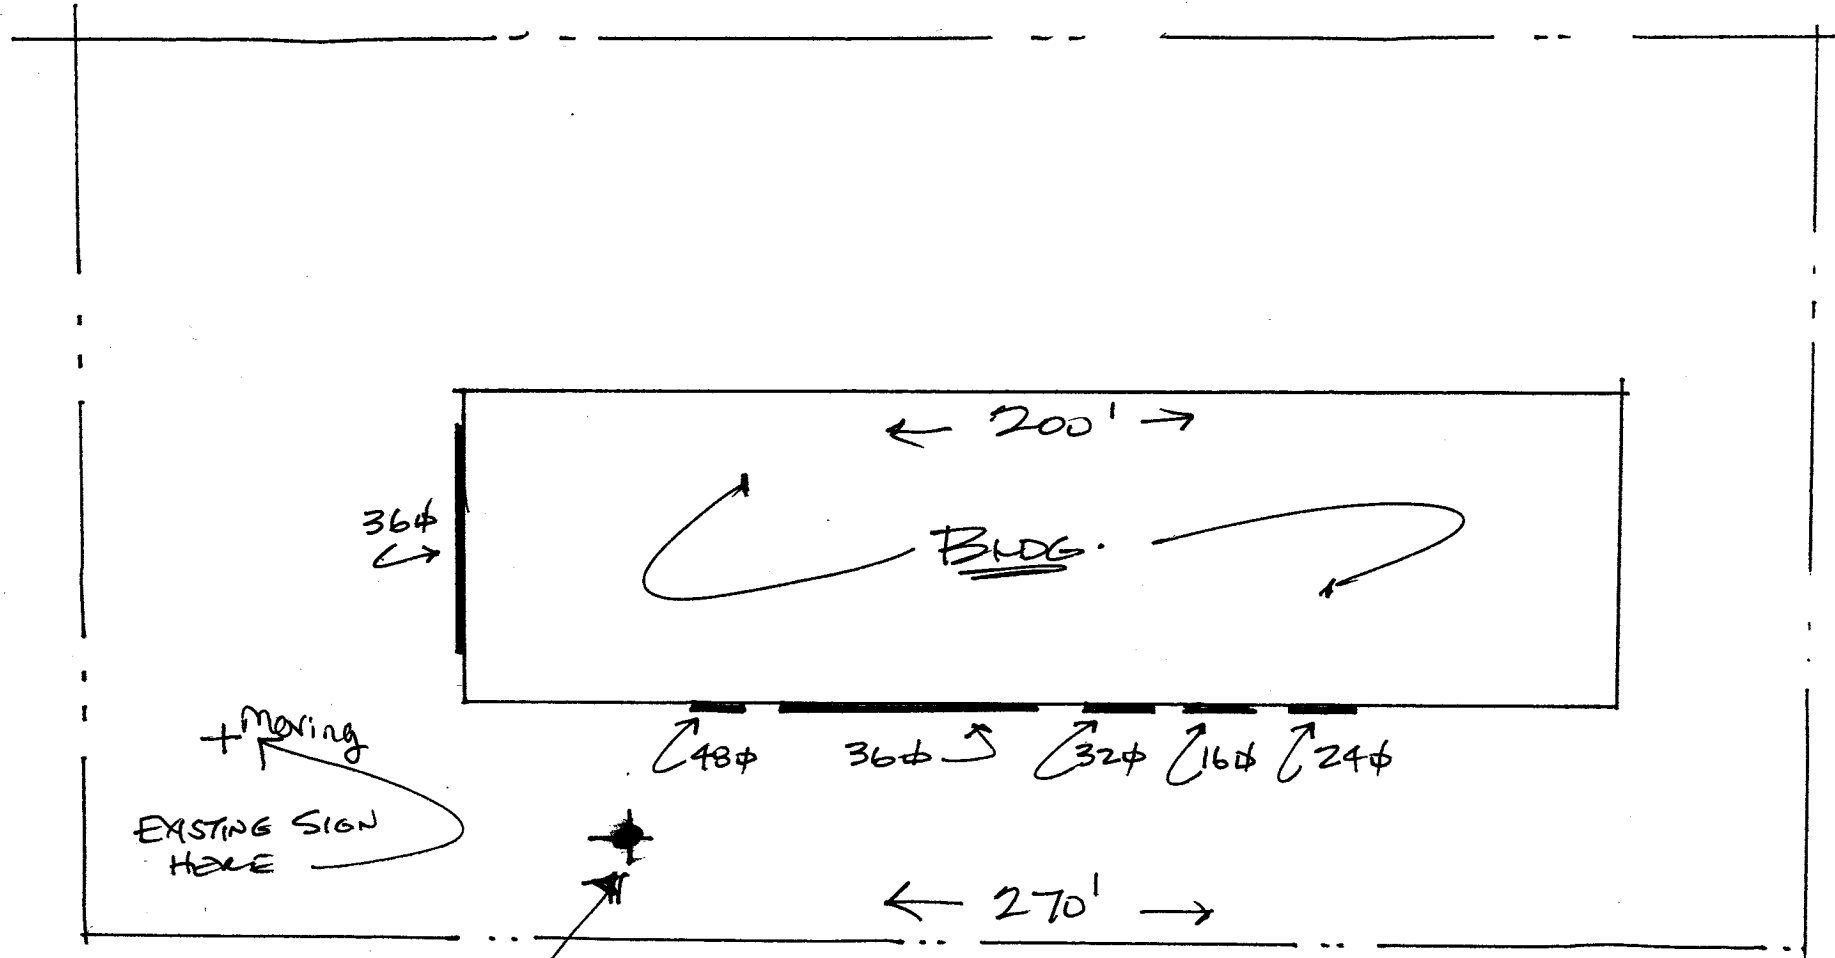 200'
36ф
BLDG.
Moving
48ф 36ф 32ф 16ф 24ф
EXISTING SIGN
HERE
270'